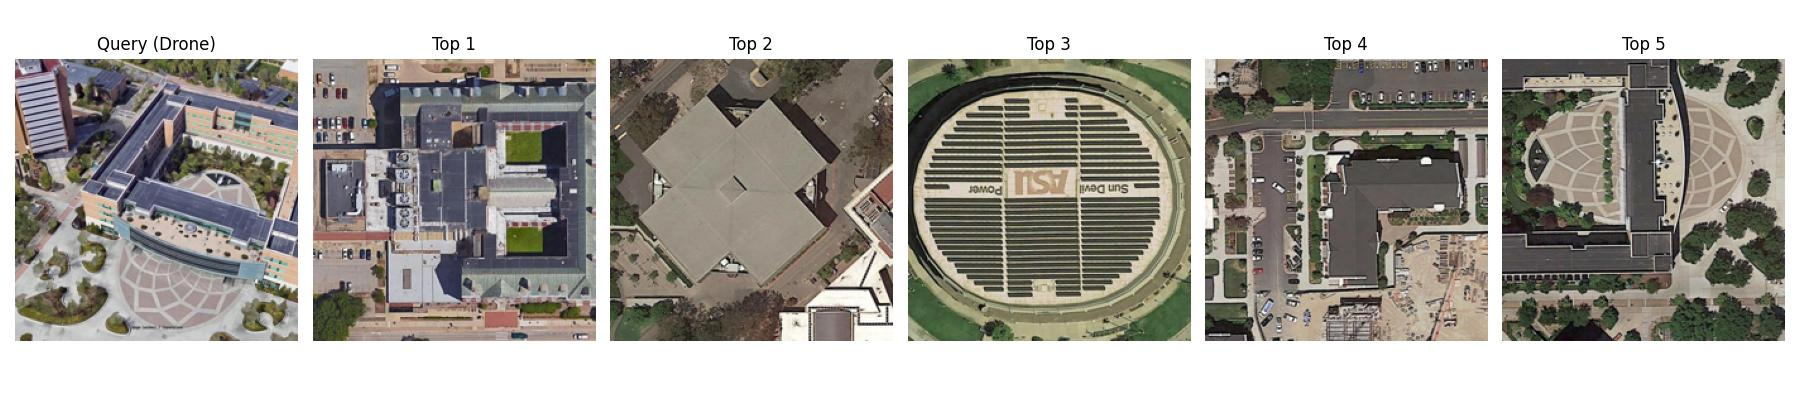 Query (Drone)
Top 1
Top 2
Top 3
Top 4
Top 5
Sun Devil
ASU
Power